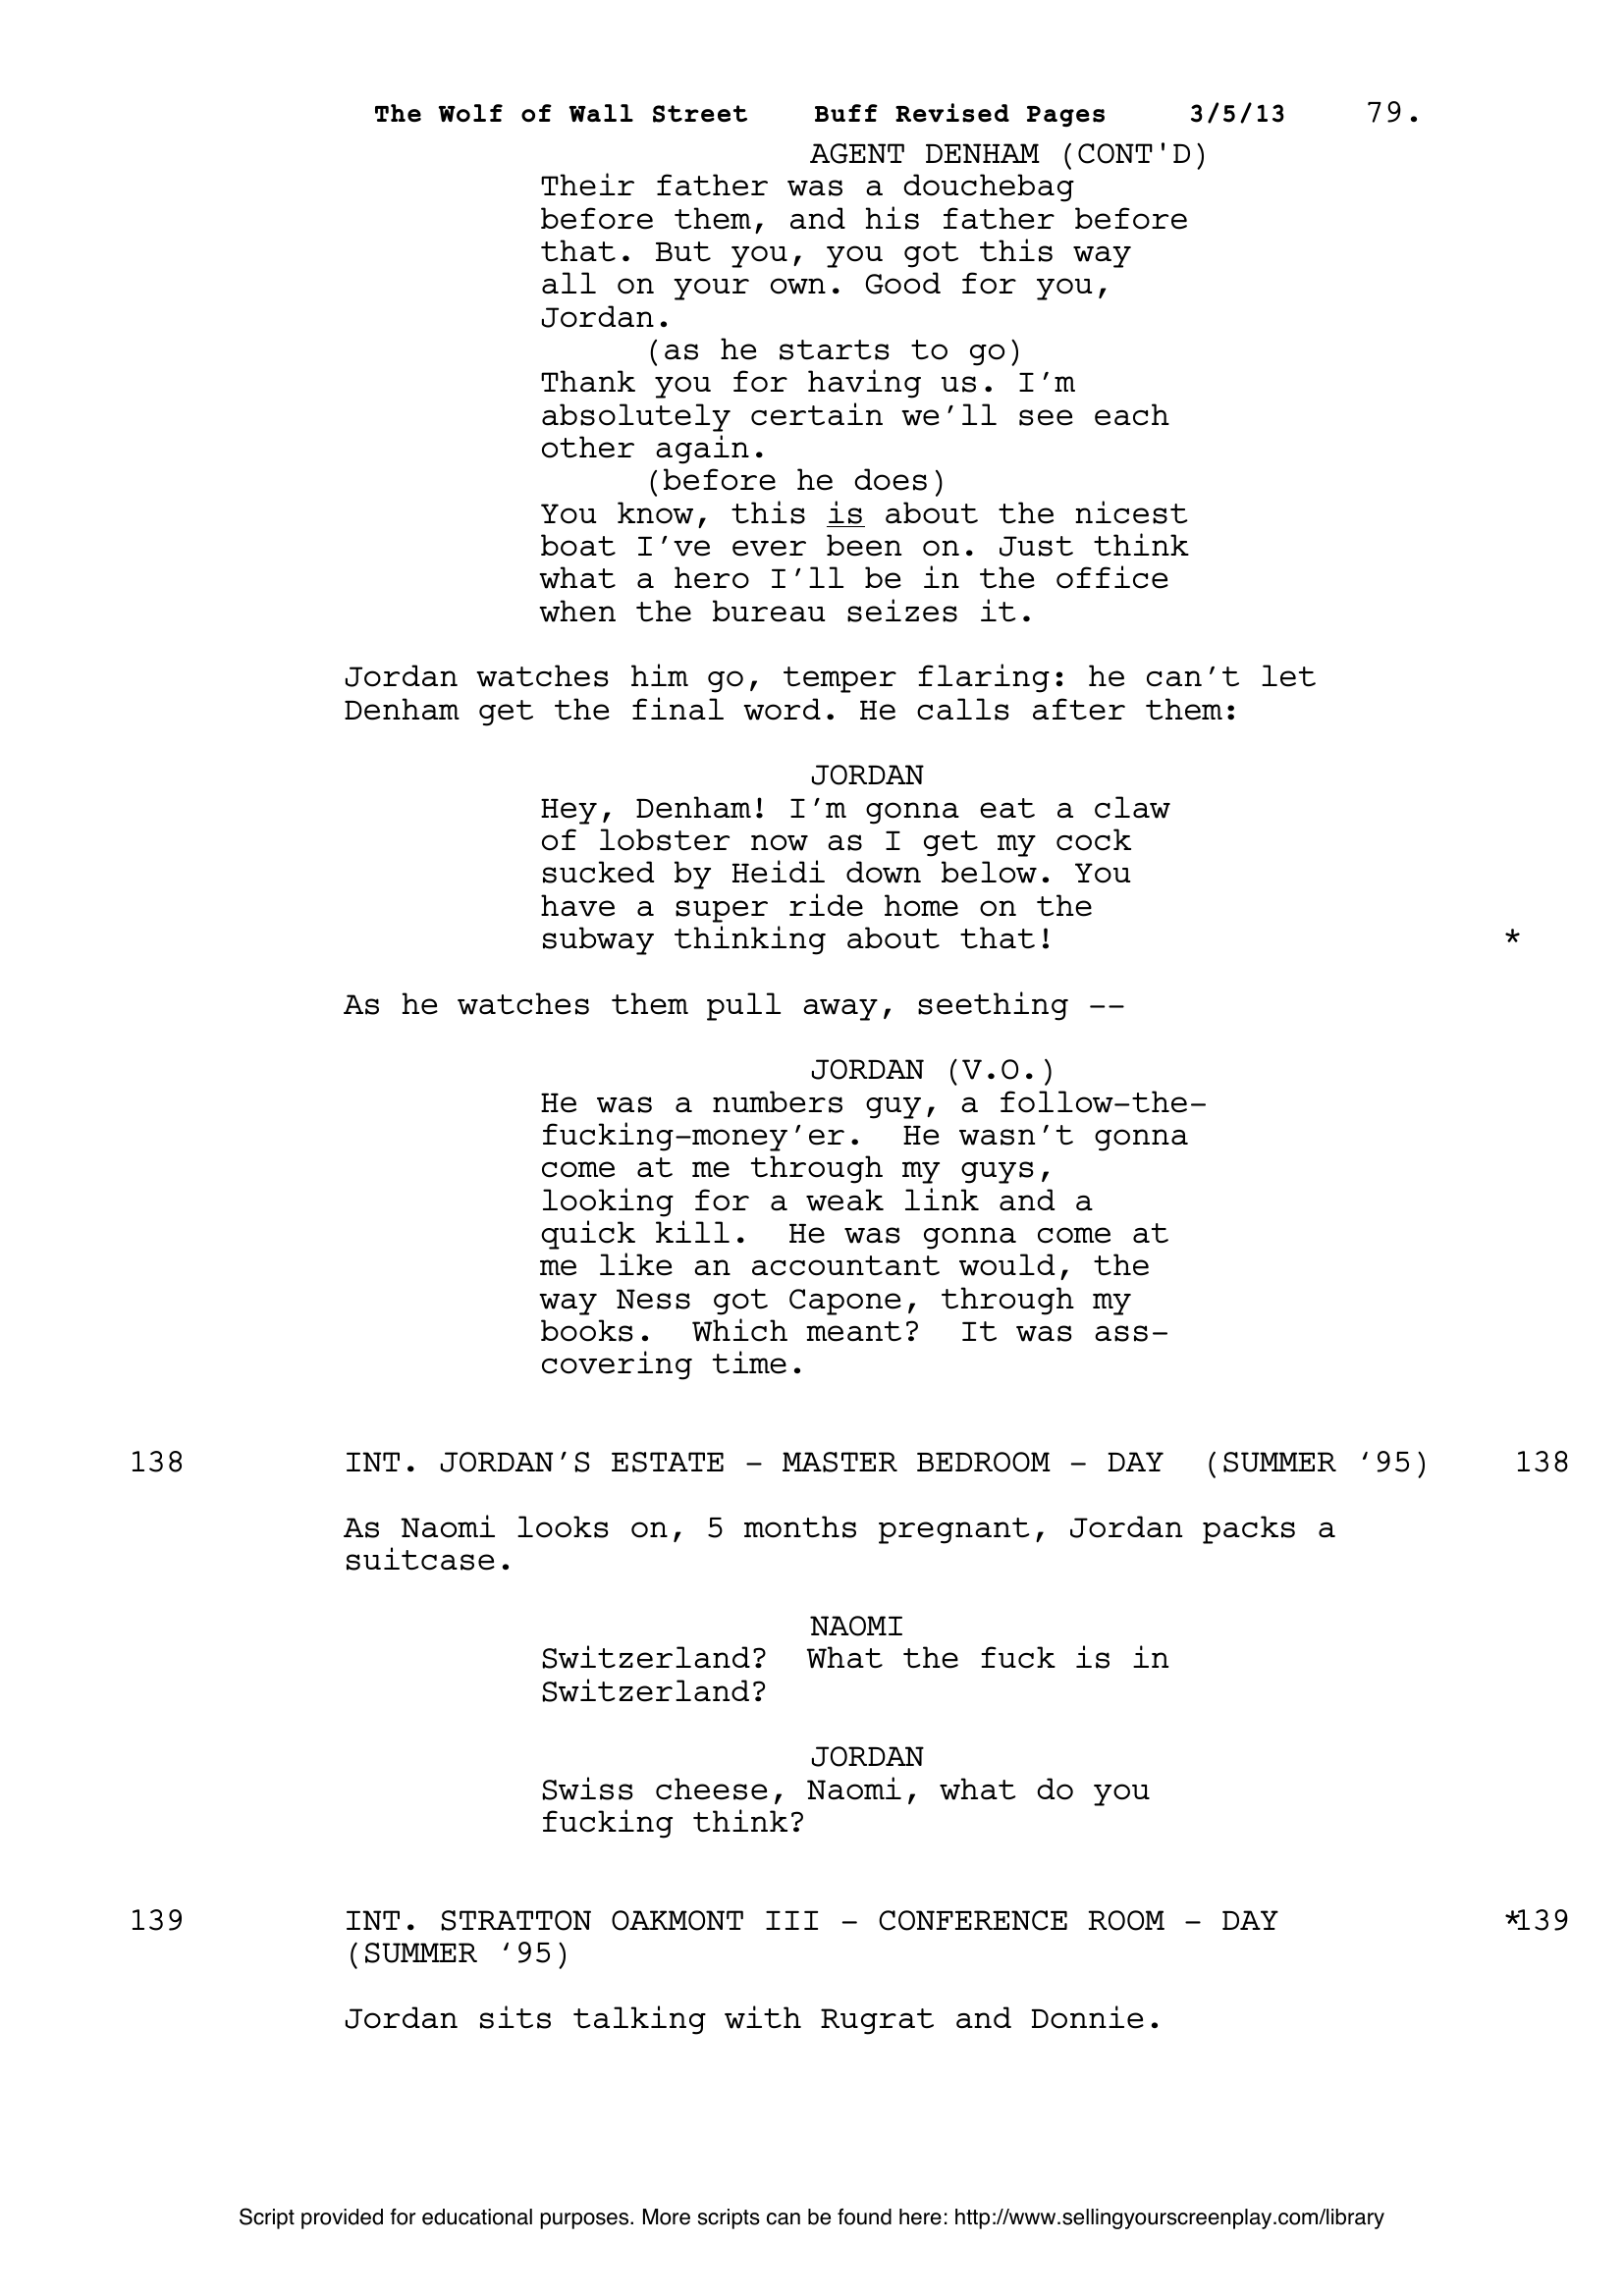 The Wolf of Wall Street Buff Revised Pages 3/5/13 79.
AGENT DENHAM (CONT'D)
Their father was a douchebag
before them, and his father before
that. But you, you got this way
all on your own. Good for you,
Jordan.
(as he starts to go)
Thank you for having us. I’m
absolutely certain we’ll see each
other again.
(before he does)
You know, this is about the nicest
boat I’ve ever been on. Just think
what a hero I’ll be in the office
when the bureau seizes it.
Jordan watches him go, temper flaring: he can’t let
Denham get the final word. He calls after them:
JORDAN
Hey, Denham! I’m gonna eat a claw
of lobster now as I get my cock
sucked by Heidi down below. You
have a super ride home on the
subway thinking about that! *
As he watches them pull away, seething --
JORDAN (V.O.)
He was a numbers guy, a follow-the-
fucking-money’er. He wasn’t gonna
come at me through my guys,
looking for a weak link and a
quick kill. He was gonna come at
me like an accountant would, the
way Ness got Capone, through my
books. Which meant? It was ass-
covering time.
138 INT. JORDAN’S ESTATE - MASTER BEDROOM - DAY (SUMMER ‘95) 138
As Naomi looks on, 5 months pregnant, Jordan packs a
suitcase.
NAOMI
Switzerland? What the fuck is in
Switzerland?
JORDAN
Swiss cheese, Naomi, what do you
fucking think?
139 INT. STRATTON OAKMONT III - CONFERENCE ROOM - DAY *139
(SUMMER ‘95)
Jordan sits talking with Rugrat and Donnie.
Script provided for educational purposes. More scripts can be found here: http://www.sellingyourscreenplay.com/library